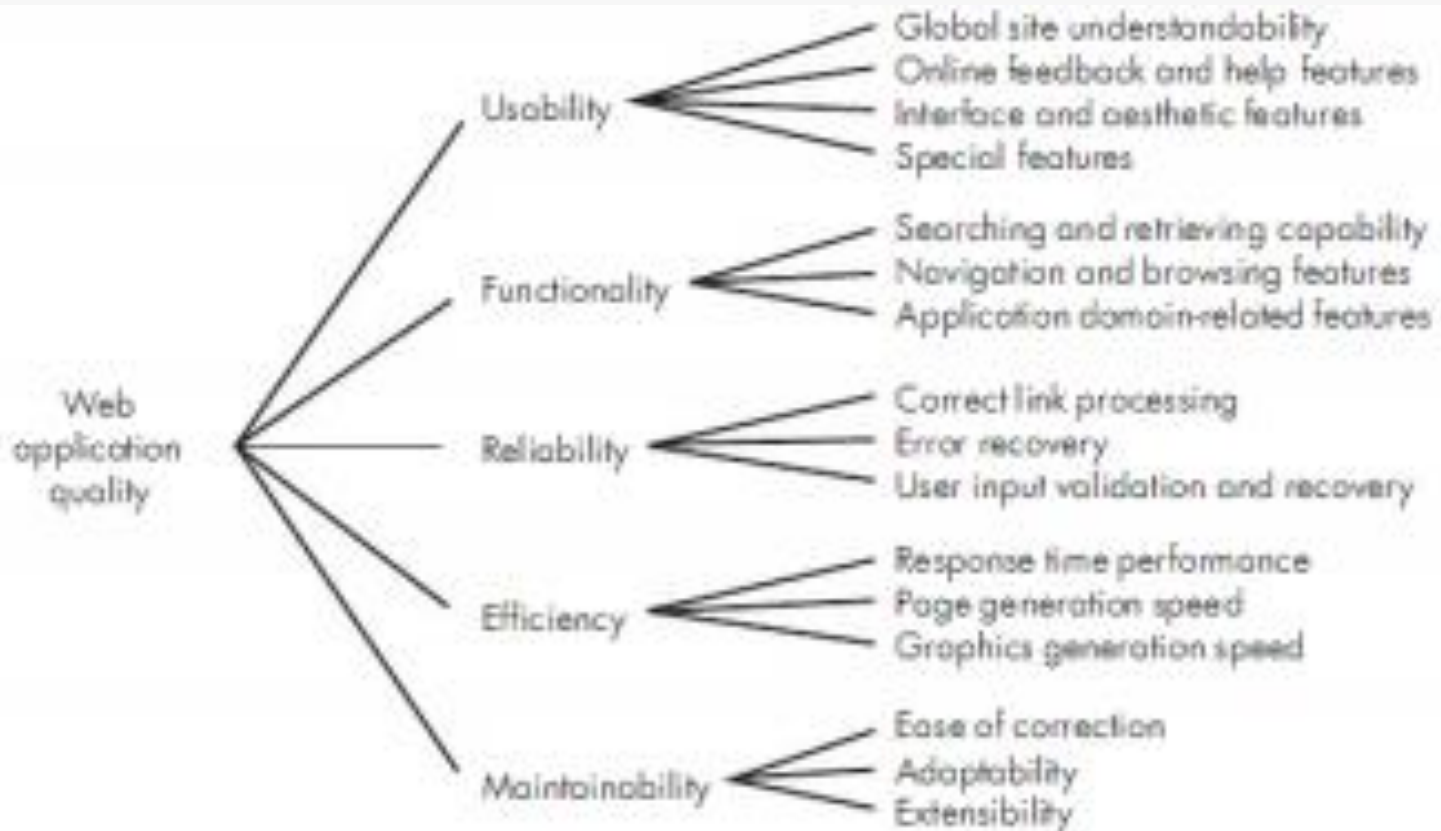 Web
application
quality
Usability
Global site understandability
Online feedback and help features
Interface and aesthetic features
Special features
Functionality
Searching and retrieving capability
Navigation and browsing features
Application domain-related features
Reliability
Correct link processing
Error recovery
User input validation and recovery
Efficiency
Response time performance
Page generation speed
Graphics generation speed
Maintainability
Ease of correction
Adaptability
Extensibility